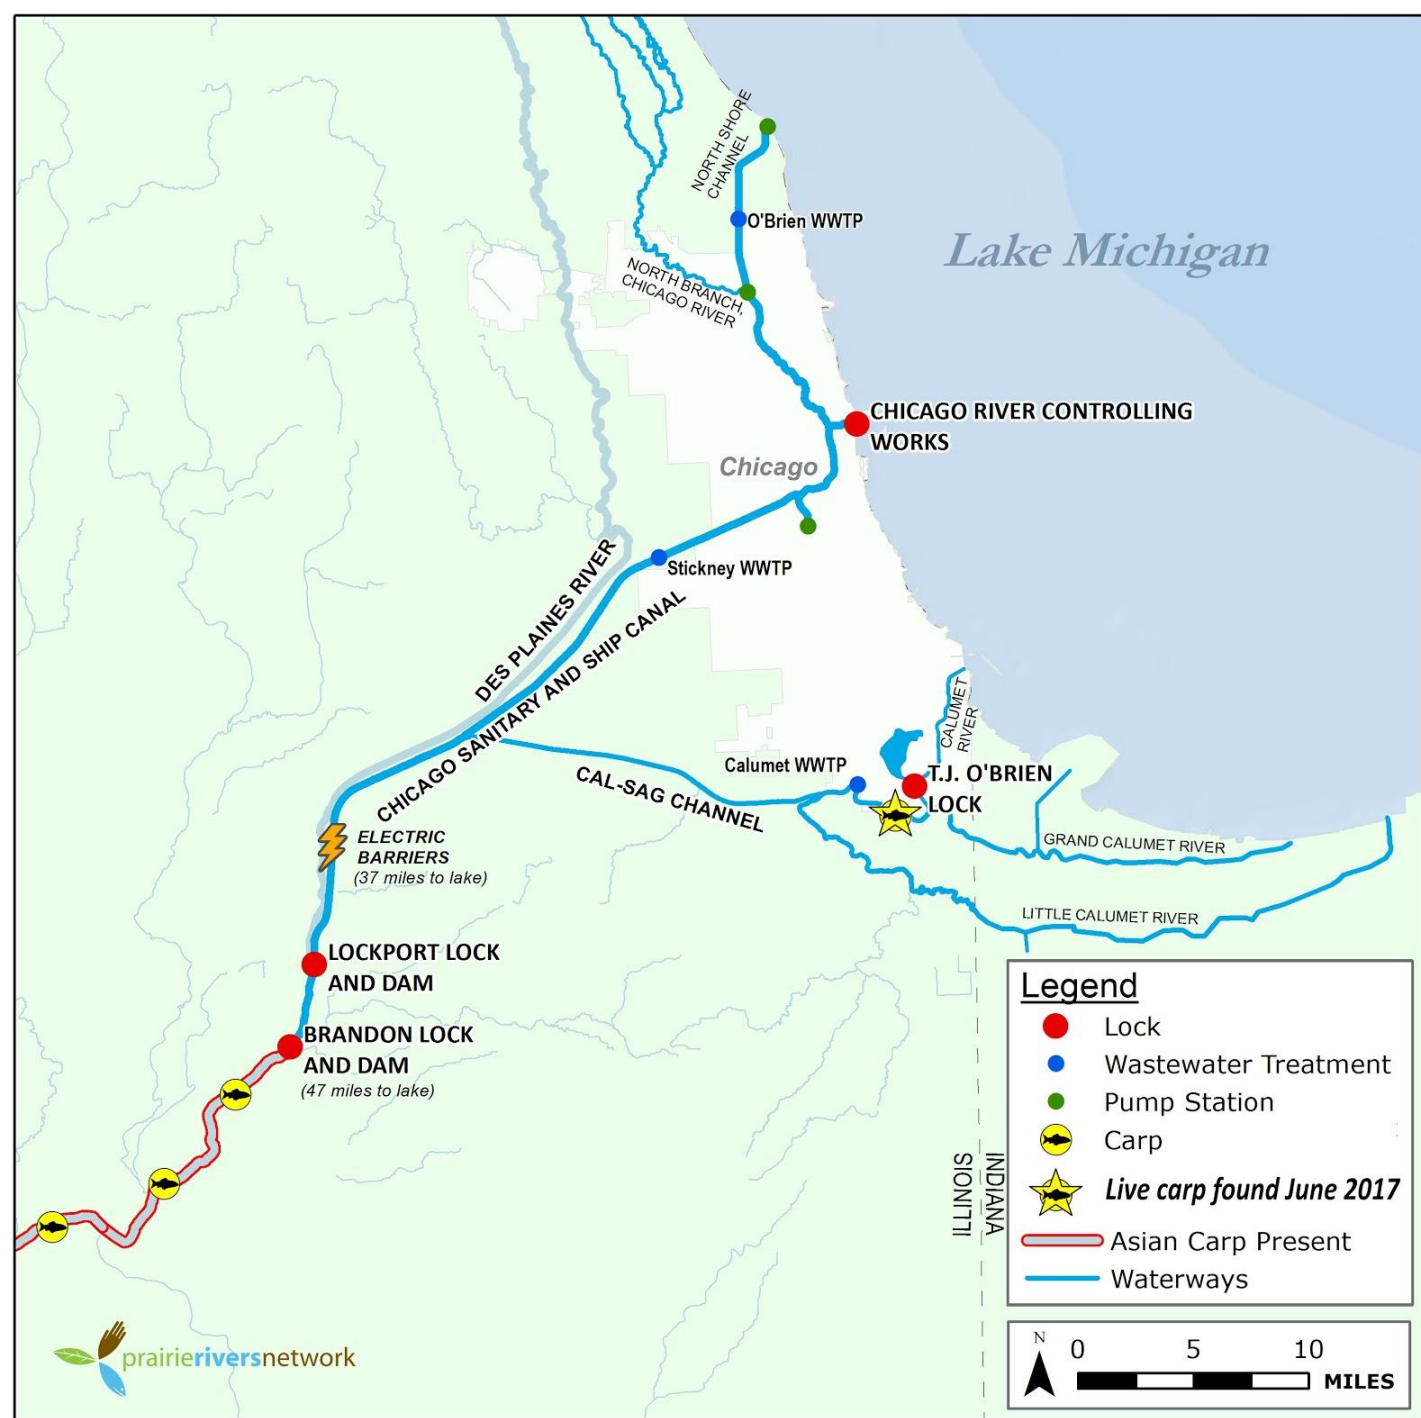 NORTH SHORE
CHANNEL
O'Brien WWTP
Lake Michigan
NORTH BRANCH,
CHICAGO RIVER
CHICAGO RIVER CONTROLLING
WORKS
Chicago
Stickney WWTP
DES PLAINES RIVER
CHICAGO SANITARY AND SHIP CANAL
CALUMET
RIVER
Calumet WWTP
T.J. O'BRIEN
LOCK
CAL-SAG CHANNEL
ELECTRIC
BARRIERS
(37 miles to lake)
GRAND CALUMET RIVER
LITTLE CALUMET RIVER
LOCKPORT LOCK
AND DAM
BRANDON LOCK
AND DAM
(47 miles to lake)
ILLINOIS
INDIANA
Legend
Lock
Wastewater Treatment
Pump Station
Carp
Live carp found June 2017
Asian Carp Present
Waterways
N
0 5 10
MILES
prairieriversnetwork